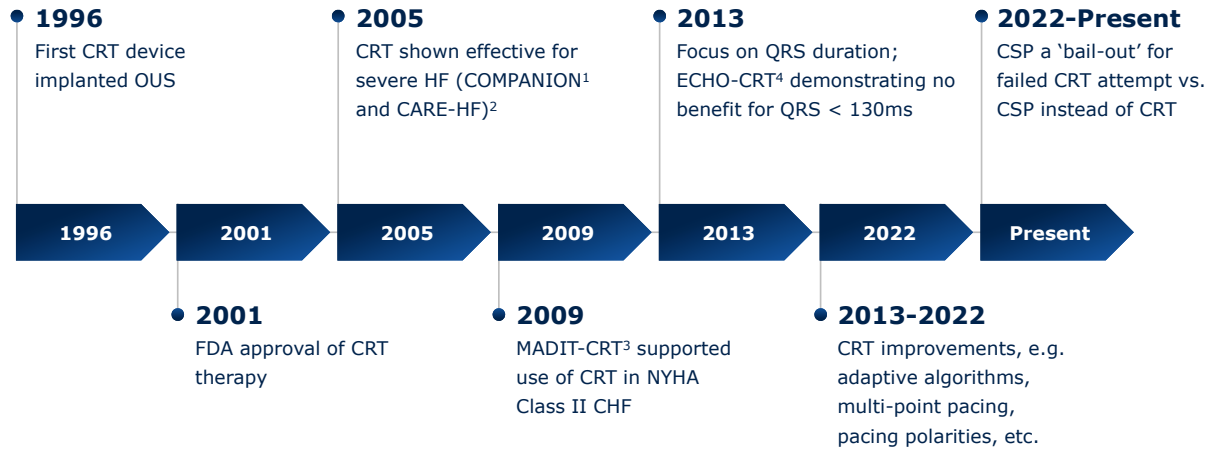 1996
First CRT device
implanted OUS
2005
CRT shown effective for
severe HF (COMPANION¹
and CARE-HF)²
2013
Focus on QRS duration;
ECHO-CRT⁴ demonstrating no
benefit for QRS < 130ms
2022-Present
CSP a ‘bail-out’ for
failed CRT attempt vs.
CSP instead of CRT
1996
2001
2005
2009
2013
2022
Present
2001
FDA approval of CRT
therapy
2009
MADIT-CRT³ supported
use of CRT in NYHA
Class II CHF
2013-2022
CRT improvements, e.g.
adaptive algorithms,
multi-point pacing,
pacing polarities, etc.